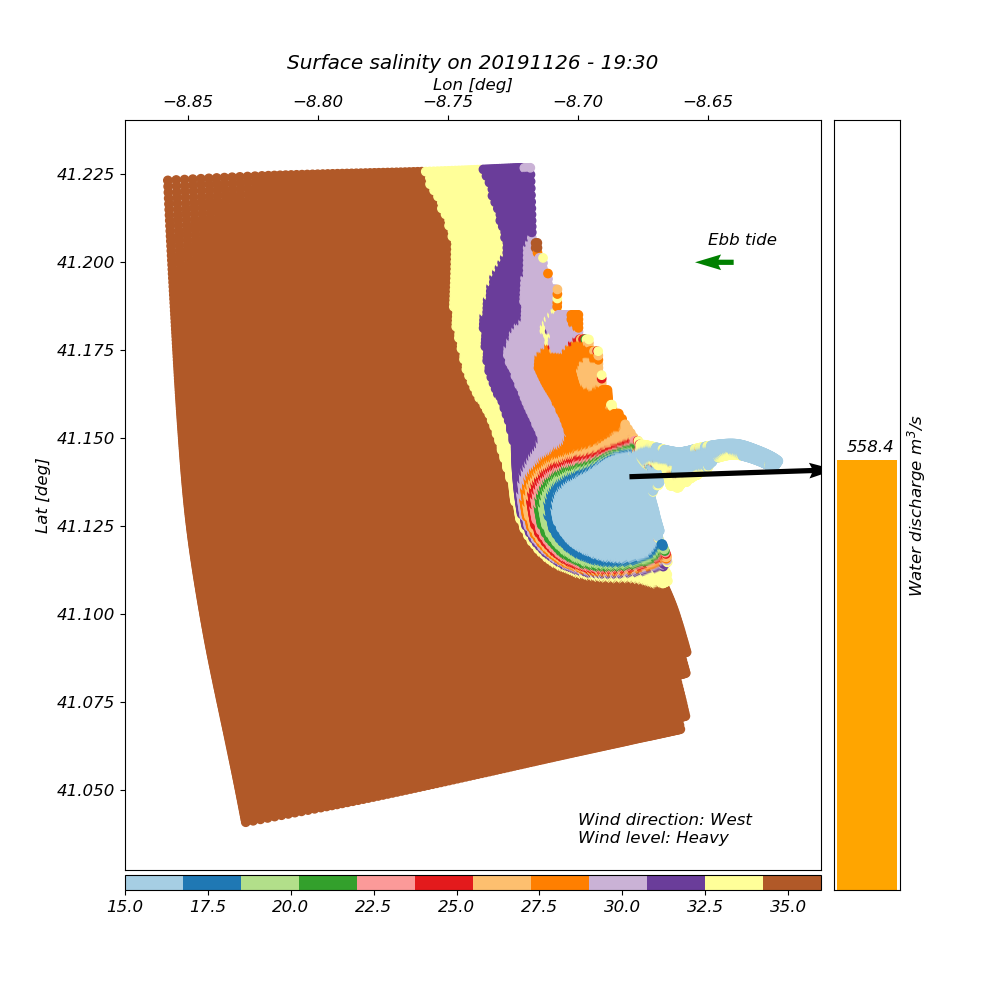 Surface salinity on 20191126 - 19:30
Lon [deg]
−8.85 −8.80 −8.75 −8.70 −8.65
41.225
41.200
41.175
41.150
41.125
41.100
41.075
41.050
Lat [deg]
Ebb tide
558.4
Water discharge m³/s
Wind direction: West
Wind level: Heavy
15.0 17.5 20.0 22.5 25.0 27.5 30.0 32.5 35.0